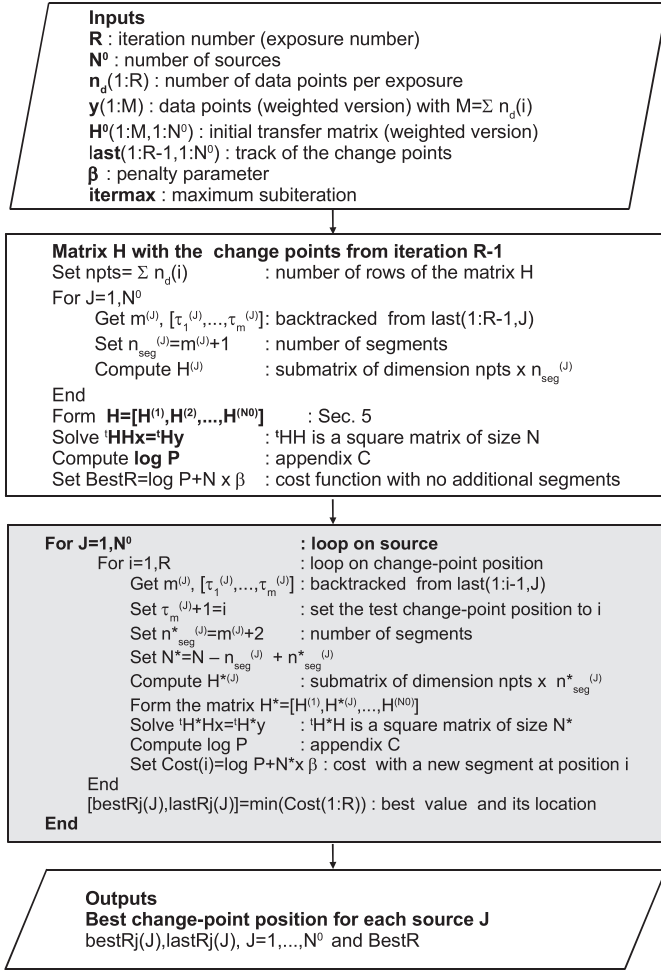 Inputs
R : iteration number (exposure number)
N⁰ : number of sources
n_d(1:R) : number of data points per exposure
y(1:M) : data points (weighted version) with M=Σ n_d(i)
H⁰(1:M,1:N⁰) : initial transfer matrix (weighted version)
last(1:R-1,1:N⁰) : track of the change points
β : penalty parameter
itermax : maximum subiteration
Matrix H with the change points from iteration R-1
Set npts= Σ n_d(i) : number of rows of the matrix H
For J=1,N⁰
Get m⁽ᴶ⁾, [τ₁⁽ᴶ⁾,...,τₘ⁽ᴶ⁾]: backtracked from last(1:R-1,J)
Set n_seg⁽ᴶ⁾=m⁽ᴶ⁾+1 : number of segments
Compute H⁽ᴶ⁾ : submatrix of dimension npts x n_seg⁽ᴶ⁾
End
Form H=[H⁽¹⁾,H⁽²⁾,...,H⁽ᴺ⁰⁾] : Sec. 5
Solve ᵗHHx=ᵗHy : ᵗHH is a square matrix of size N
Compute log P : appendix C
Set BestR=log P+N x β : cost function with no additional segments
For J=1,N⁰ : loop on source
For i=1,R : loop on change-point position
Get m⁽ᴶ⁾, [τ₁⁽ᴶ⁾,...,τₘ⁽ᴶ⁾] : backtracked from last(1:i-1,J)
Set τₘ⁽ᴶ⁾+1=i : set the test change-point position to i
Set n*_seg⁽ᴶ⁾=m⁽ᴶ⁾+2 : number of segments
Set N*=N – n_seg⁽ᴶ⁾ + n*_seg⁽ᴶ⁾
Compute H*⁽ᴶ⁾ : submatrix of dimension npts x n*_seg⁽ᴶ⁾
Form the matrix H*=[H⁽¹⁾,H*⁽ᴶ⁾,...,H⁽ᴺ⁰⁾]
Solve ᵗH*Hx=ᵗH*y : ᵗH*H is a square matrix of size N*
Compute log P : appendix C
Set Cost(i)=log P+N*x β : cost with a new segment at position i
End
[bestRj(J),lastRj(J)]=min(Cost(1:R)) : best value and its location
End
Outputs
Best change-point position for each source J
bestRj(J),lastRj(J), J=1,...,N⁰ and BestR